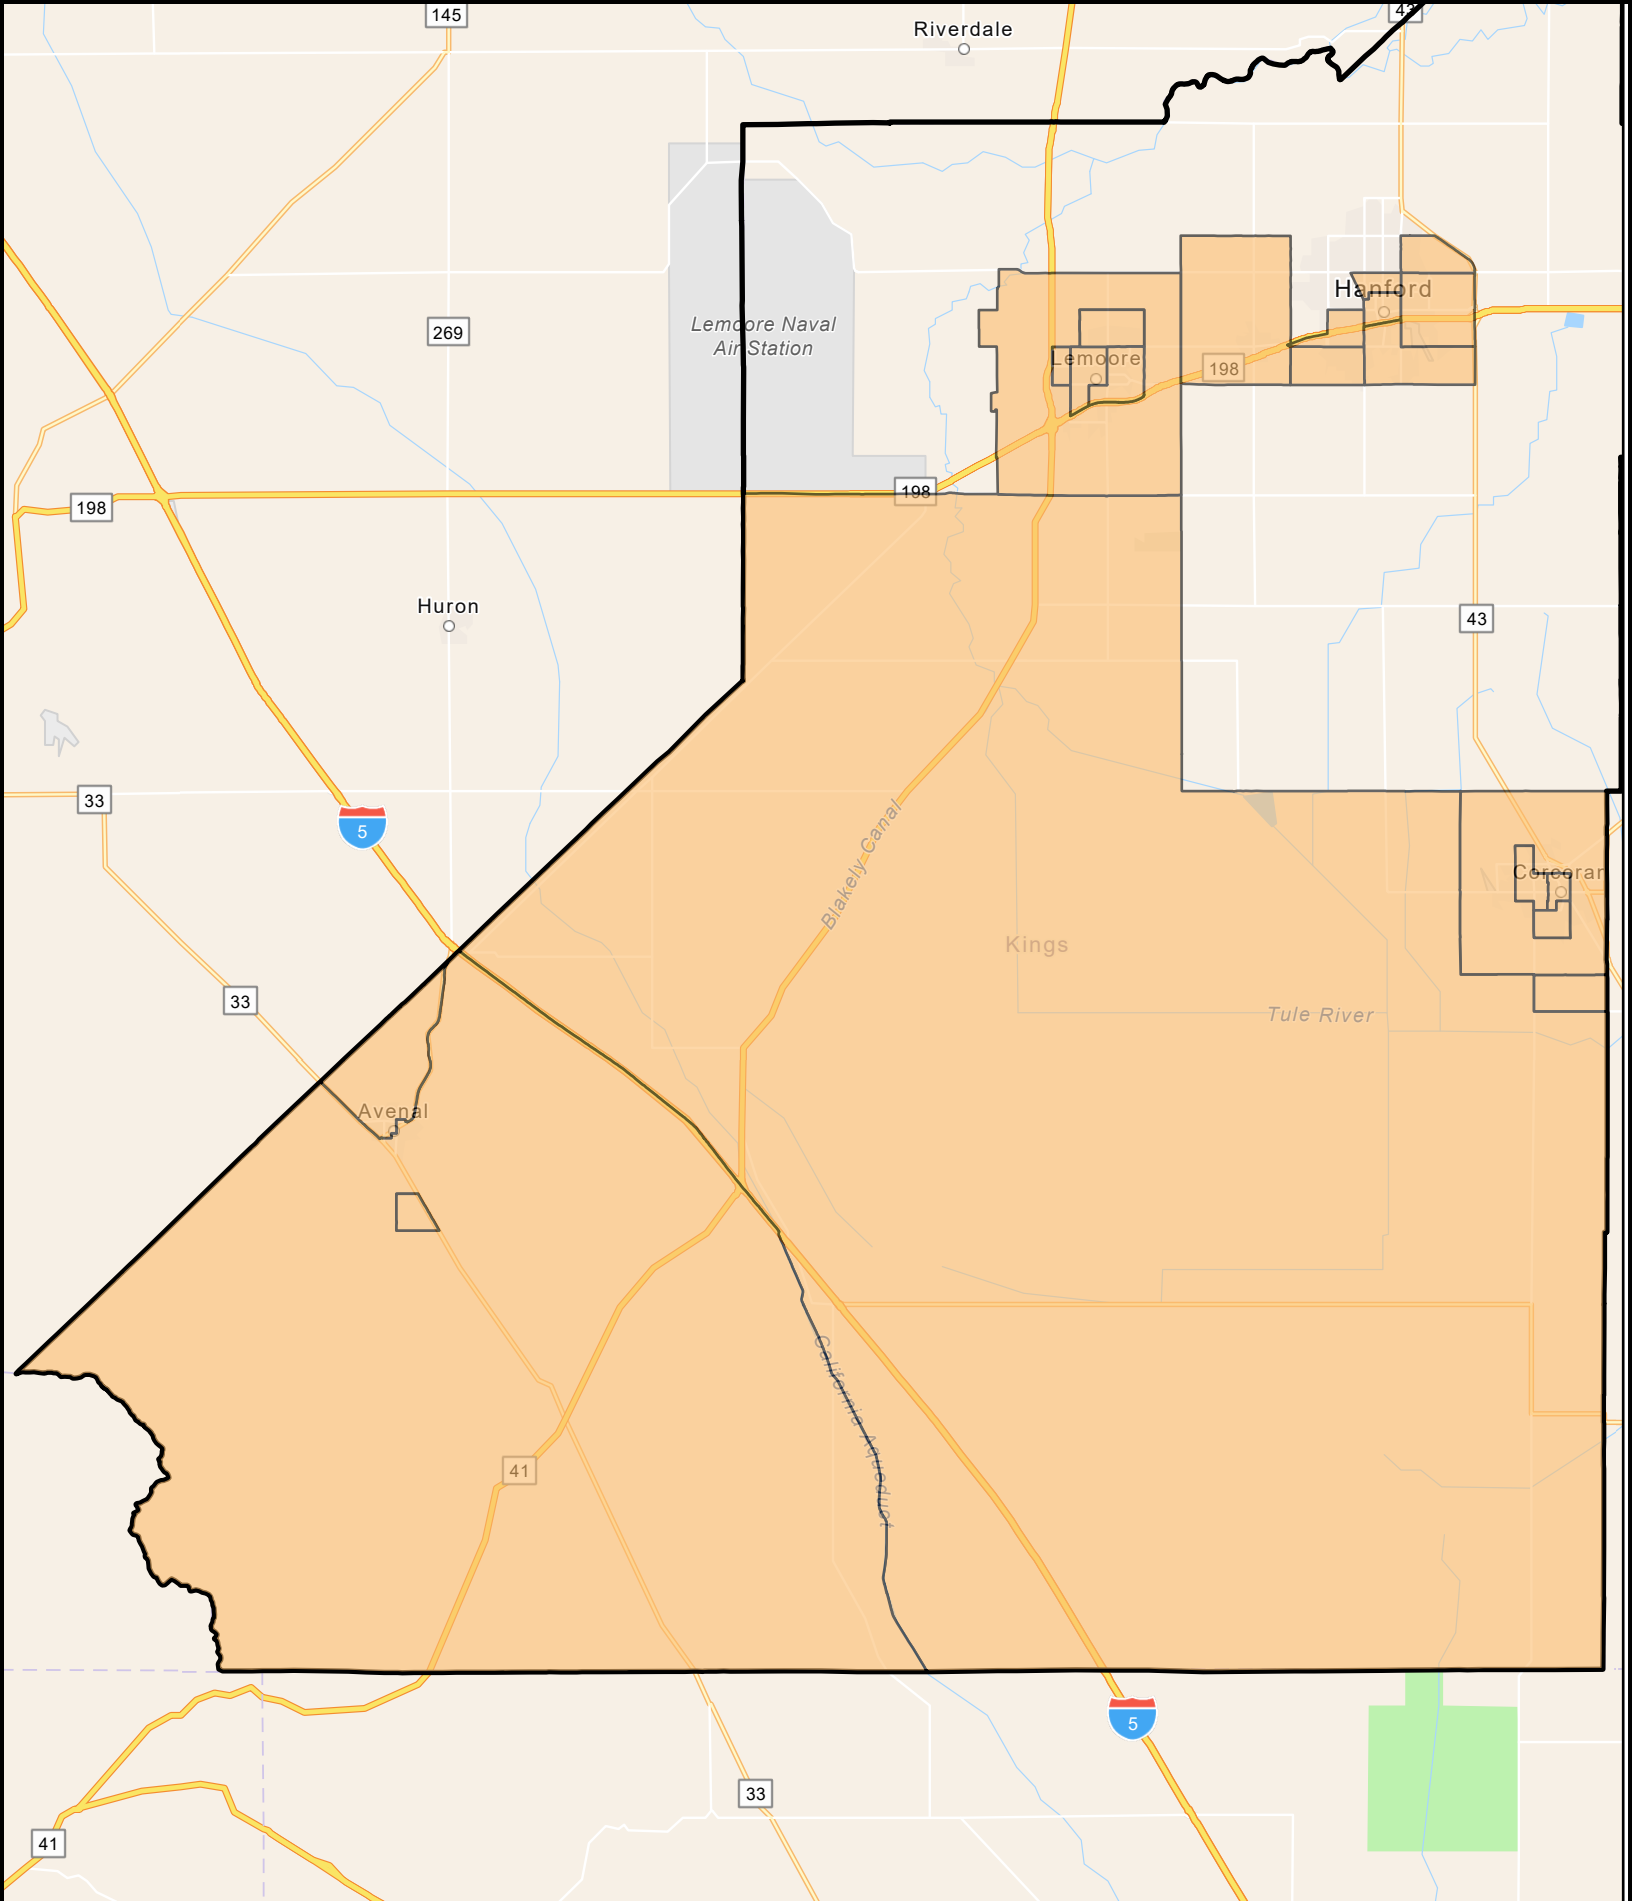 145
Riverdale
43
Hanford
Lemoore Naval
Air Station
269
Lemoore
198
198
198
Huron
43
33
5
Blakely Canal
Corcoran
Kings
33
Tule River
Avenal
California Aqueduct
41
5
33
41